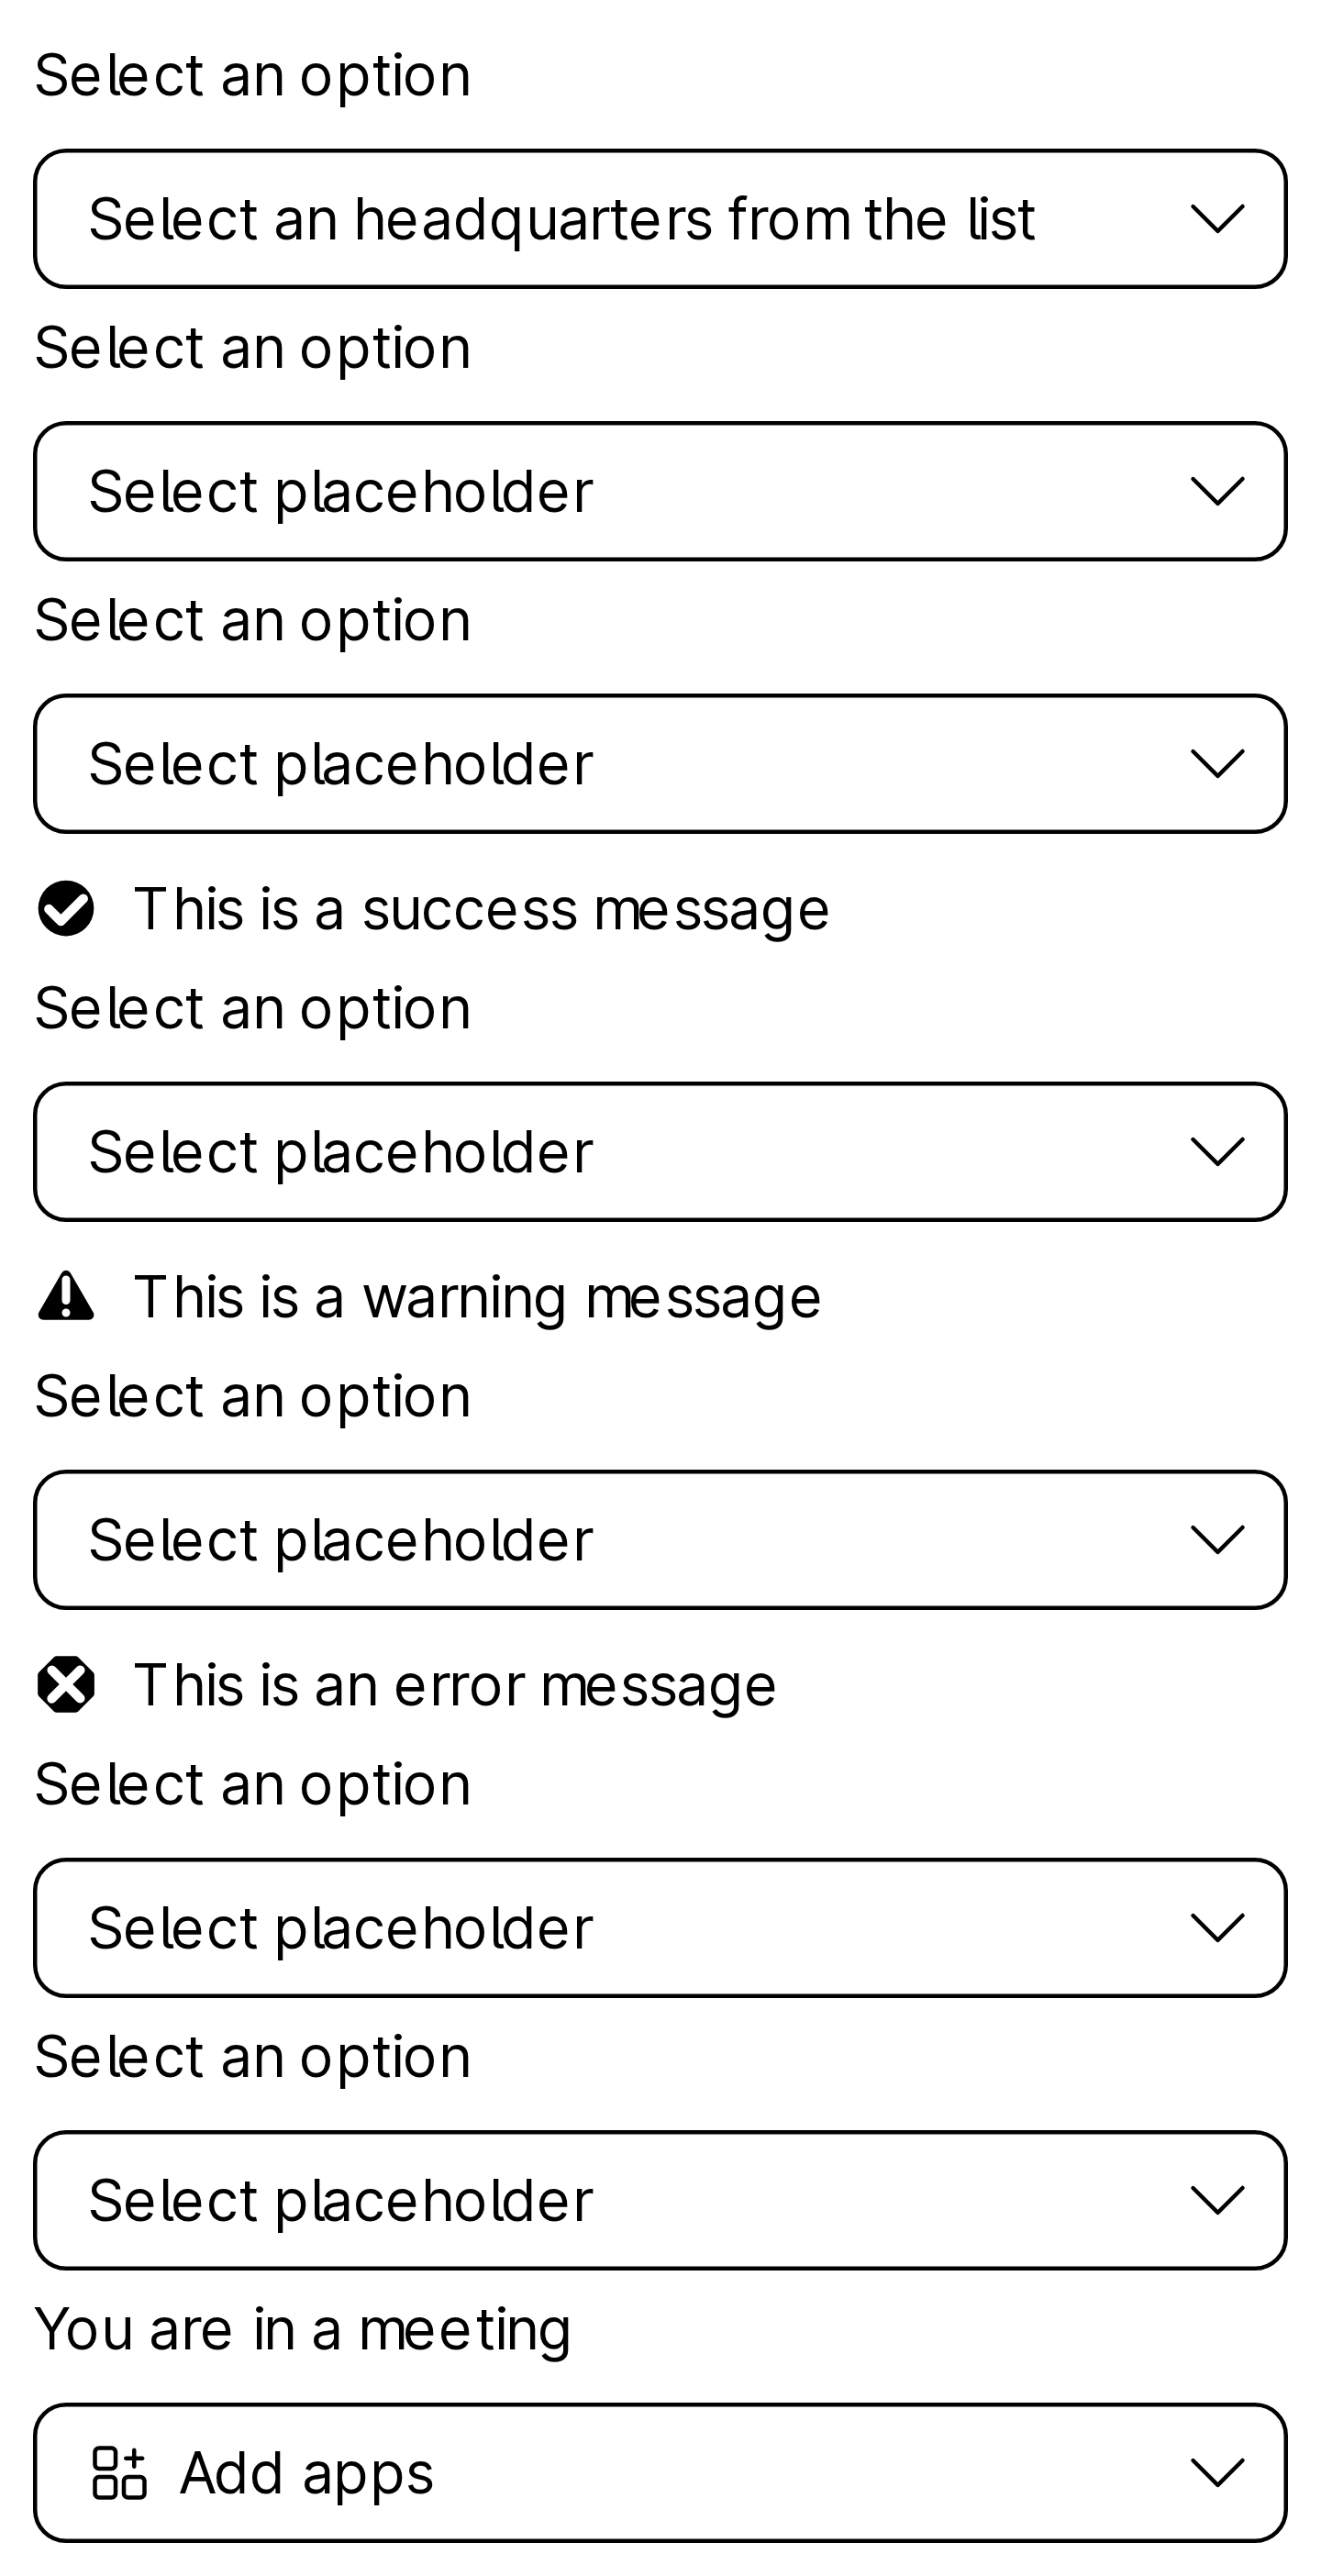 Select an option
Select an headquarters from the list
Select an option
Select placeholder
Select an option
Select placeholder
This is a success message
Select an option
Select placeholder
This is a warning message
Select an option
Select placeholder
This is an error message
Select an option
Select placeholder
Select an option
Select placeholder
You are in a meeting
Add apps